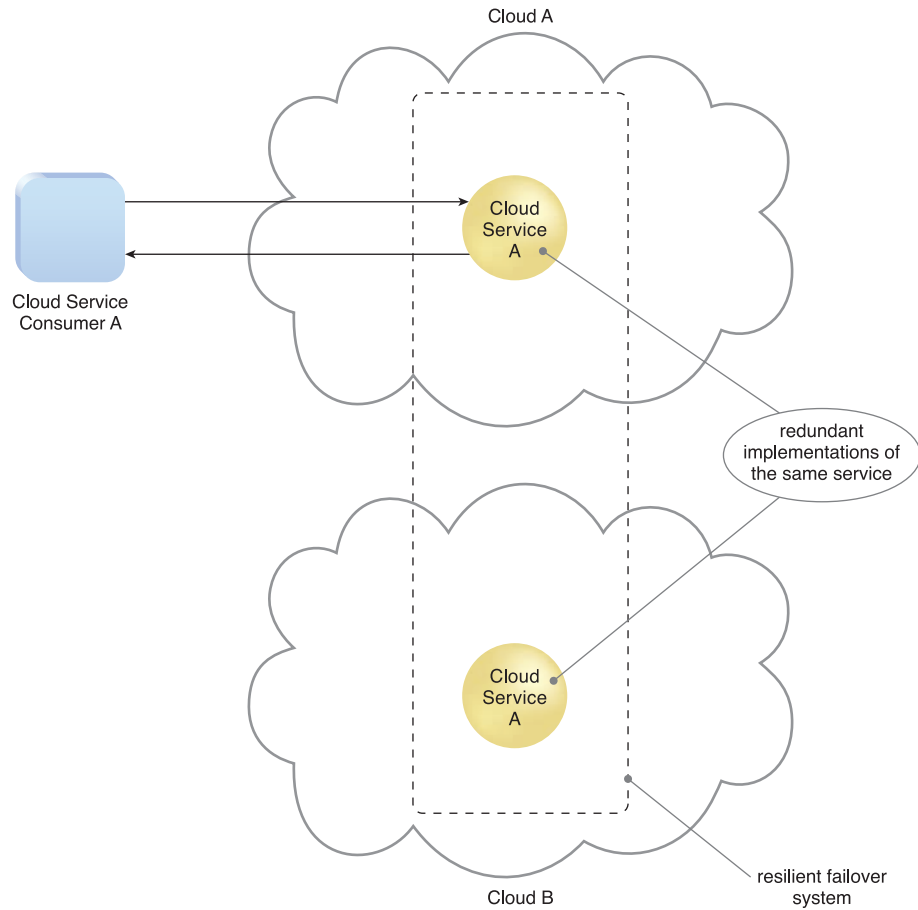 Cloud A
Cloud
Service
A
Cloud Service
Consumer A
redundant
implementations of
the same service
Cloud
Service
A
resilient failover
system
Cloud B